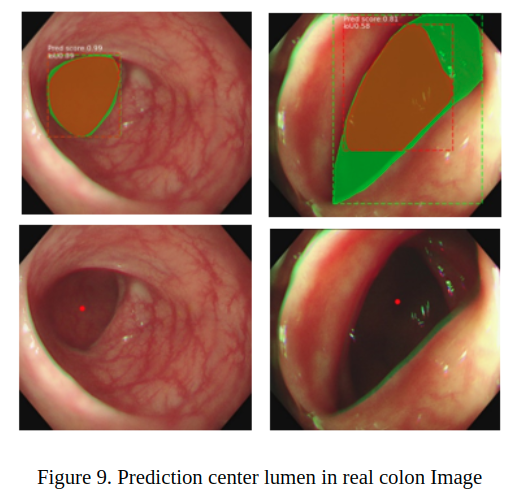 Pred score:0.99
IoU:0.89
Pred score:0.81
IoU:0.58
Figure 9. Prediction center lumen in real colon Image